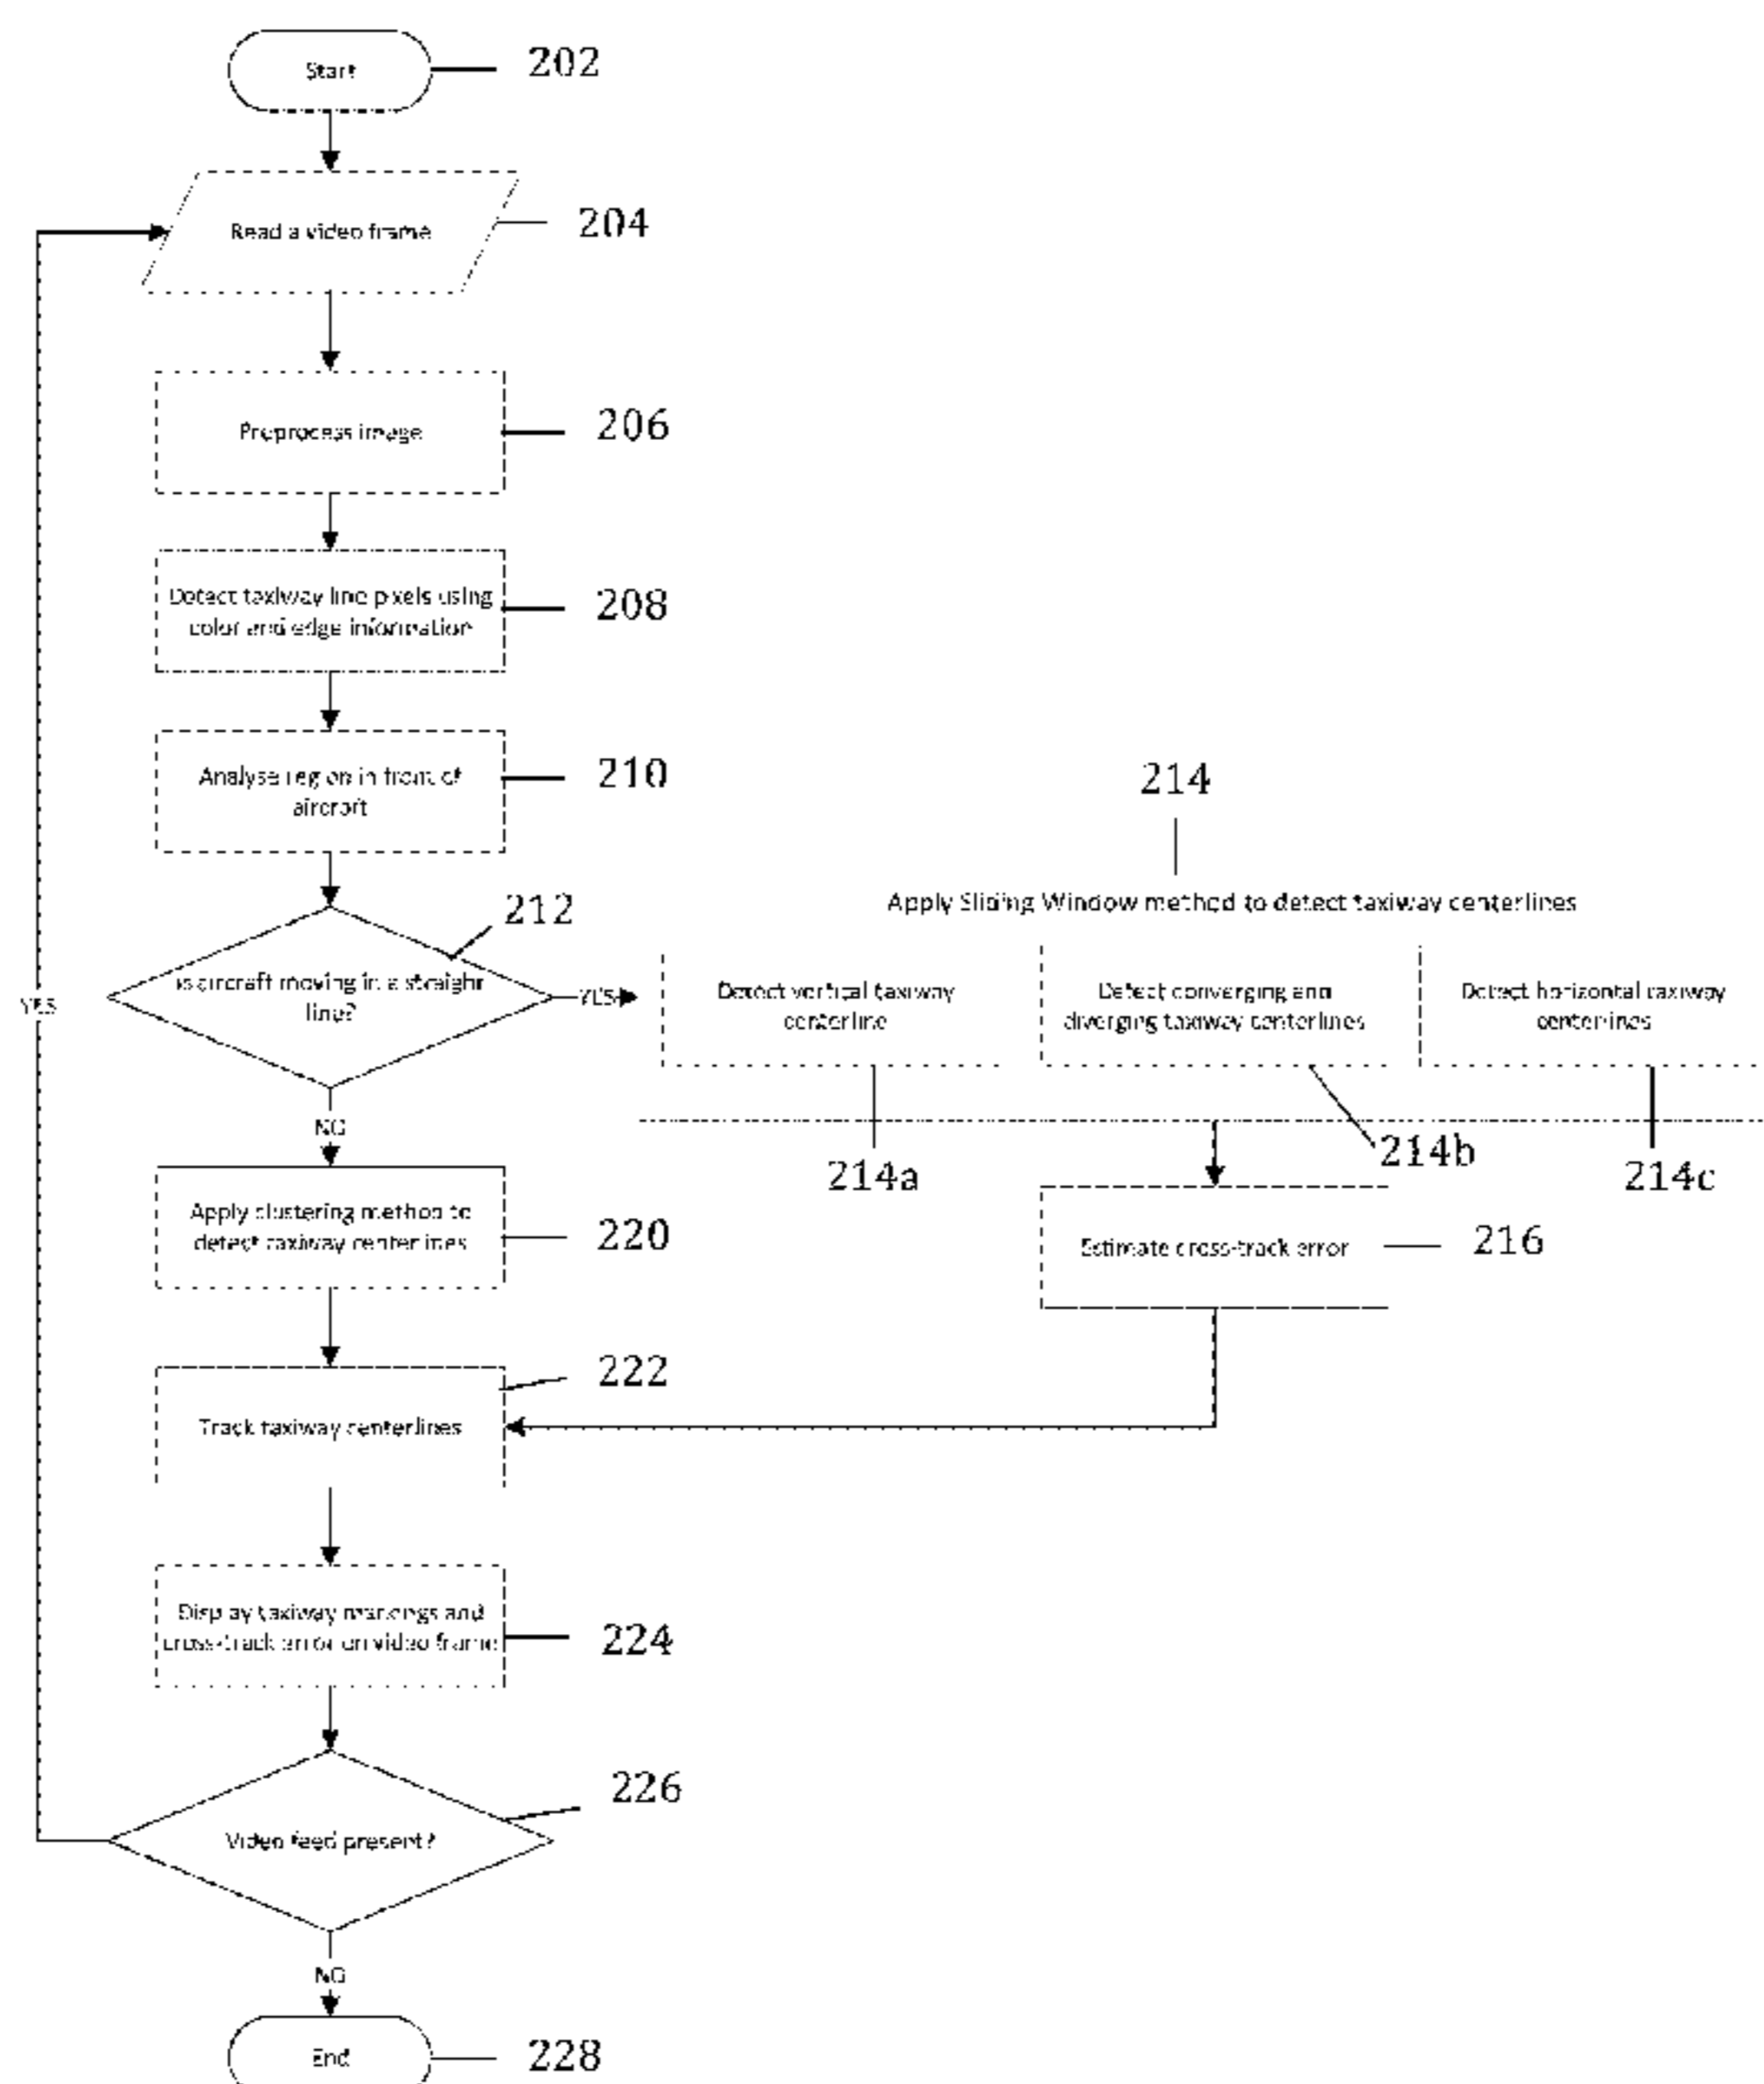 Start
202
Read a video frame
204
Preprocess image
206
Detect taxiway line pixels using
color and edge information
208
Analyse region in front of
aircraft
210
214
Apply Sliding Window method to detect taxiway centerlines
212
Is aircraft moving in a straight
line?
YES
YES
Detect vertical taxiway
centerline
Detect converging and
diverging taxiway centerlines
Detect horizontal taxiway
centerlines
NO
214a
214b
214c
Apply clustering method to
detect taxiway centerlines
220
Estimate cross-track error
216
222
Track taxiway centerlines
Display taxiway markings and
cross-track error on video frame
224
226
Video feed present?
NO
End
228